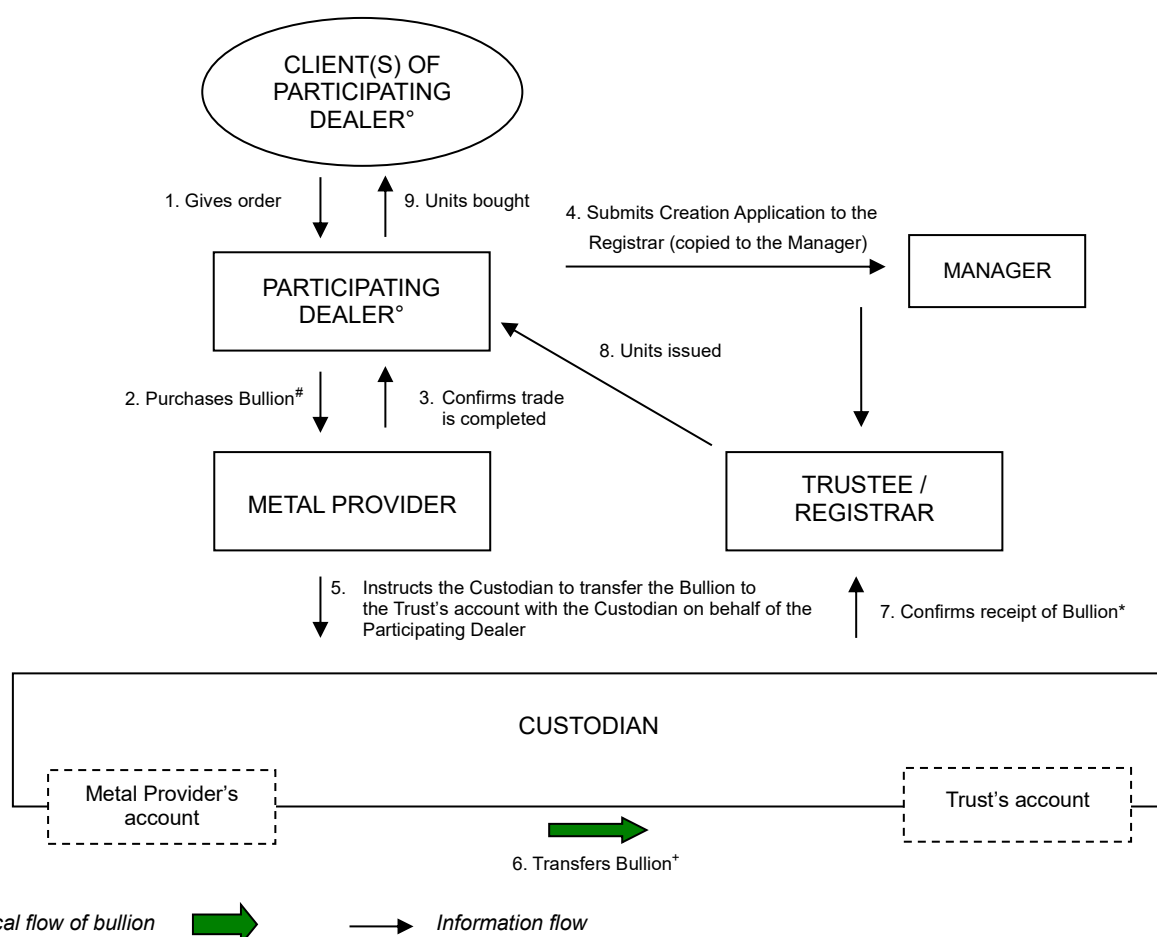 CLIENT(S) OF
PARTICIPATING
DEALER°
1. Gives order
9. Units bought
4. Submits Creation Application to the
Registrar (copied to the Manager)
MANAGER
PARTICIPATING
DEALER°
8. Units issued
2. Purchases Bullion#
3. Confirms trade
is completed
METAL PROVIDER
TRUSTEE /
REGISTRAR
5. Instructs the Custodian to transfer the Bullion to
the Trust’s account with the Custodian on behalf of the
Participating Dealer
7. Confirms receipt of Bullion*
CUSTODIAN
Metal Provider’s
account
Trust’s account
6. Transfers Bullion+
flow of bullion
Information flow